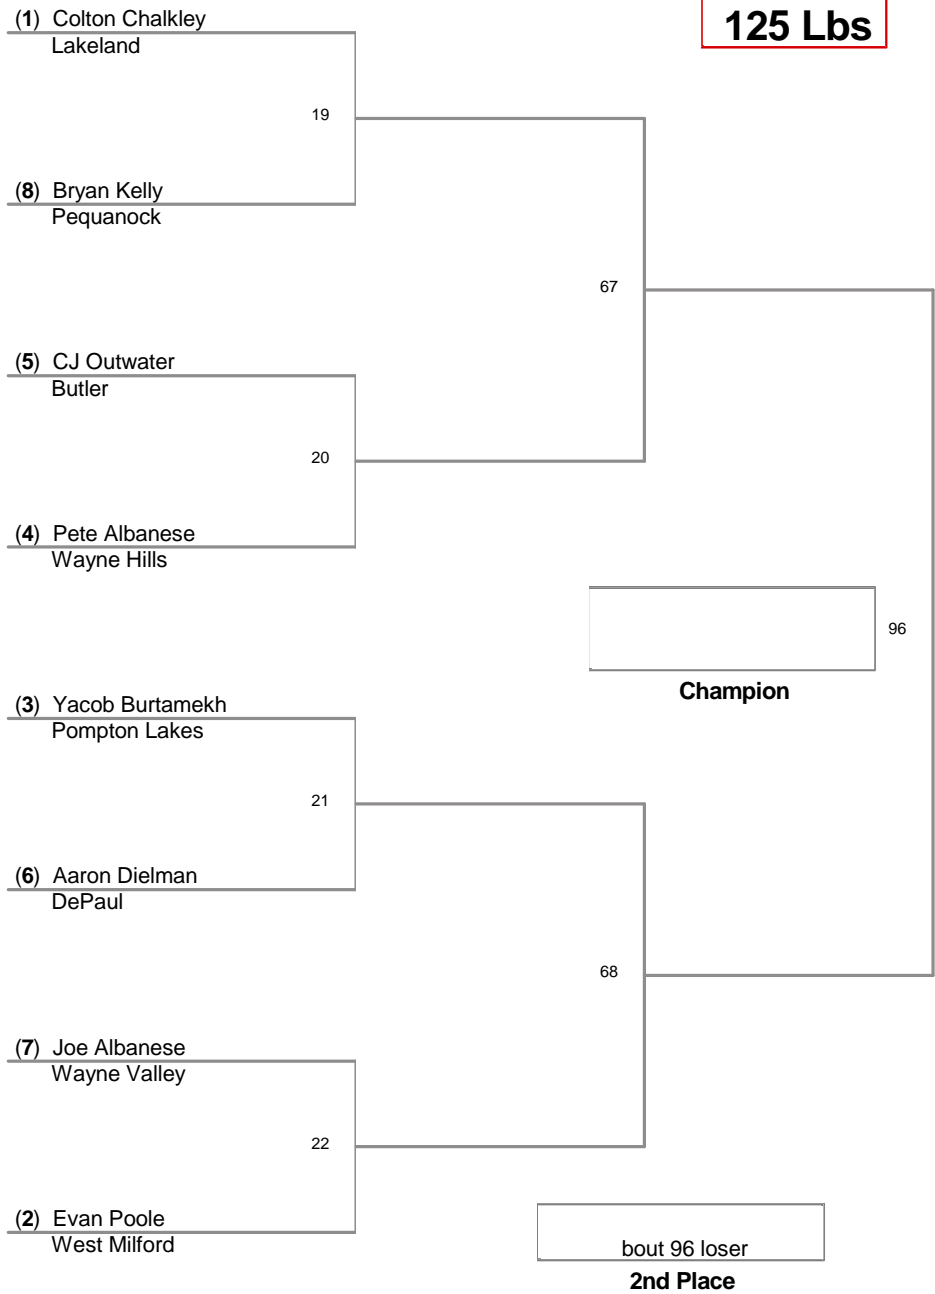 (1) Colton Chalkley
125 Lbs
Lakeland
19
(8) Bryan Kelly
Pequanock
67
(5) CJ Outwater
Butler
20
(4) Pete Albanese
Wayne Hills
96
Champion
(3) Yacob Burtamekh
Pompton Lakes
21
(6) Aaron Dielman
DePaul
68
(7) Joe Albanese
Wayne Valley
22
(2) Evan Poole
West Milford
bout 96 loser
2nd Place